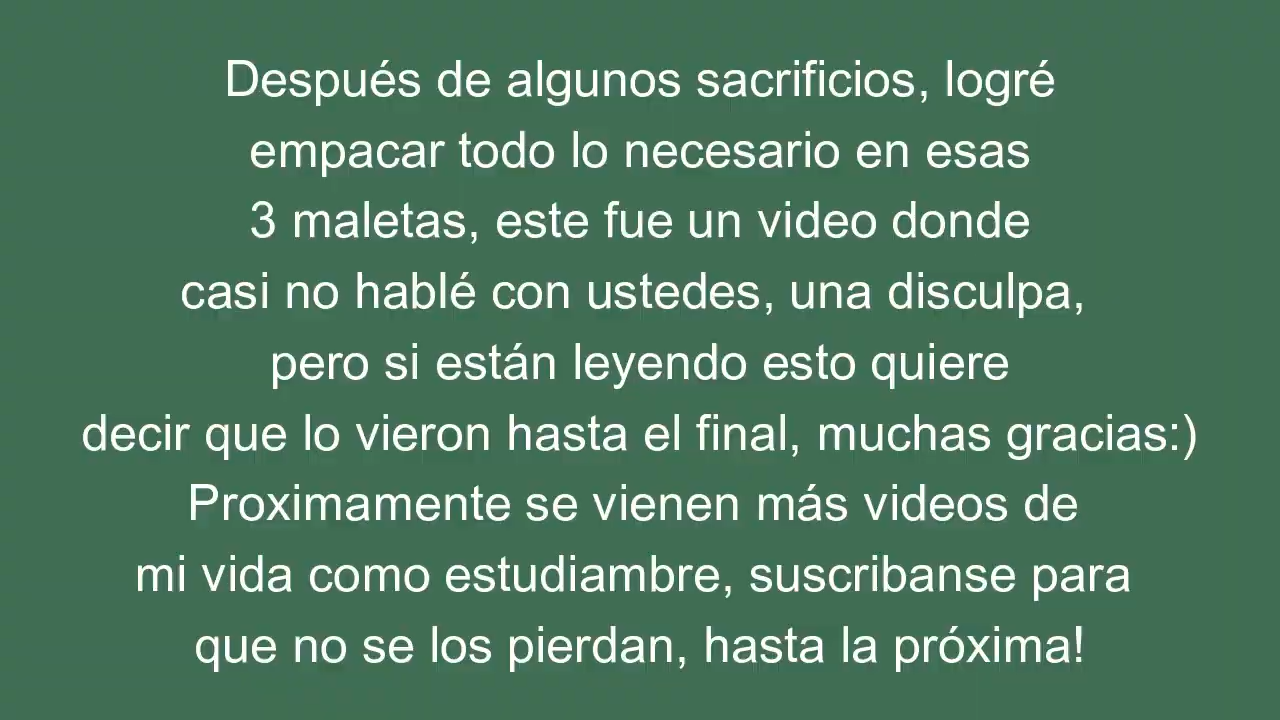 Después de algunos sacrificios, logré
empacar todo lo necesario en esas
3 maletas, este fue un video donde
casi no hablé con ustedes, una disculpa,
pero si están leyendo esto quiere
decir que lo vieron hasta el final, muchas gracias:)
Proximamente se vienen más videos de
mi vida como estudiambre, suscribanse para
que no se los pierdan, hasta la próxima!